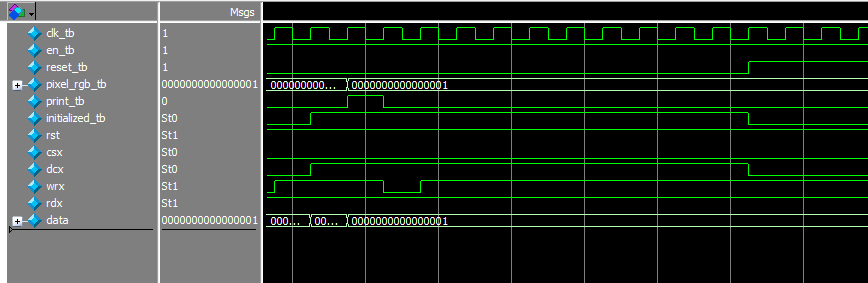 Msgs
clk_tb 1
en_tb 1
reset_tb 1
pixel_rgb_tb 0000000000000001 000000000... 0000000000000001
print_tb 0
initialized_tb St0
rst St1
csx St0
dcx St0
wrx St1
rdx St1
data 0000000000000001 000... 00... 0000000000000001